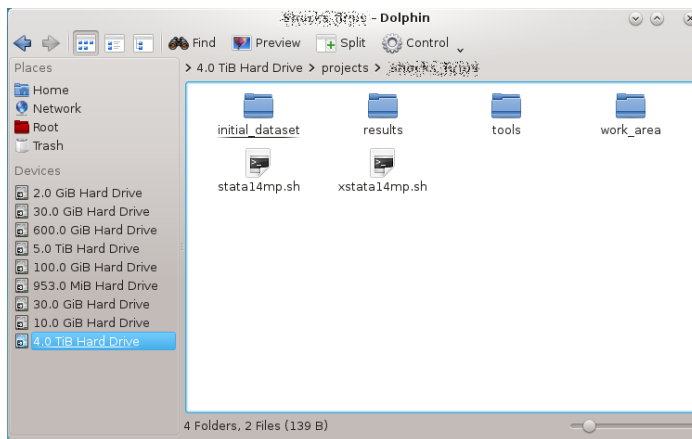 – Dolphin
Find Preview Split Control
Places
> 4.0 TiB Hard Drive > projects >
Home
Network
Root
Trash
Devices
2.0 GiB Hard Drive
30.0 GiB Hard Drive
600.0 GiB Hard Drive
5.0 TiB Hard Drive
100.0 GiB Hard Drive
953.0 MiB Hard Drive
30.0 GiB Hard Drive
10.0 GiB Hard Drive
4.0 TiB Hard Drive
initial_dataset results tools work_area
stata14mp.sh xstata14mp.sh
4 Folders, 2 Files (139 B)